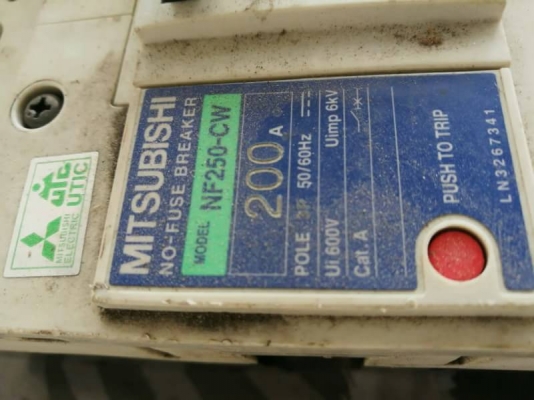 MITSUBISHI
NO-FUSE BREAKER
MODEL NF250-CW
200 A
POLE 3P 50/60Hz
Ui.600V Uimp 6kV
Cat. A
PUSH TO TRIP
LN3267341
MITSUBISHI
ELECTRIC UTIC